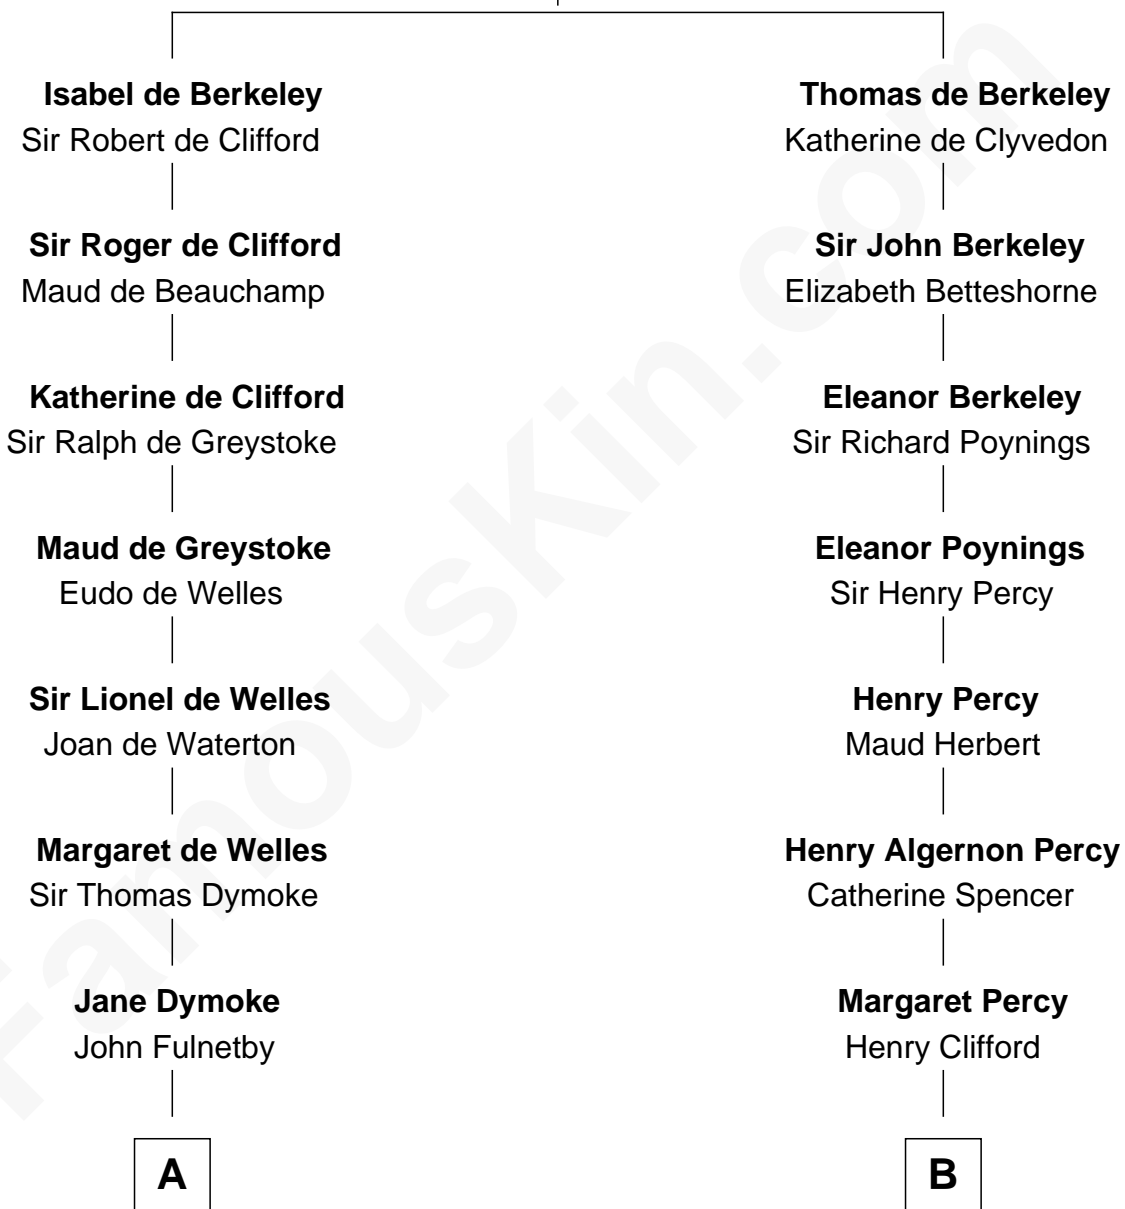 Isabel de Berkeley
Sir Robert de Clifford
Sir Roger de Clifford
Maud de Beauchamp
Katherine de Clifford
Sir Ralph de Greystoke
Maud de Greystoke
Eudo de Welles
Sir Lionel de Welles
Joan de Waterton
Margaret de Welles
Sir Thomas Dymoke
Jane Dymoke
John Fulnetby
A
Thomas de Berkeley
Katherine de Clyvedon
Sir John Berkeley
Elizabeth Betteshorne
Eleanor Berkeley
Sir Richard Poynings
Eleanor Poynings
Sir Henry Percy
Henry Percy
Maud Herbert
Henry Algernon Percy
Catherine Spencer
Margaret Percy
Henry Clifford
B
FamousKin.com